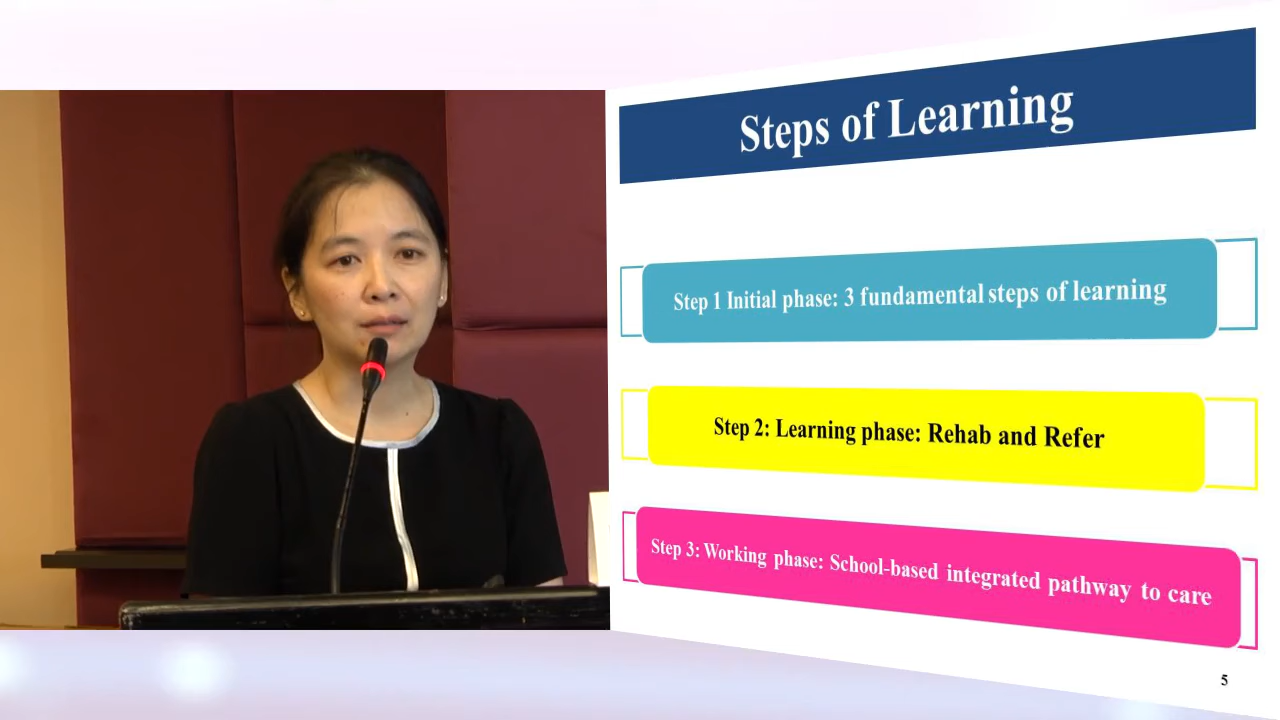 Steps of Learning
Step 1 Initial phase: 3 fundamental steps of learning
Step 2: Learning phase: Rehab and Refer
Step 3: Working phase: School-based integrated pathway to care
5